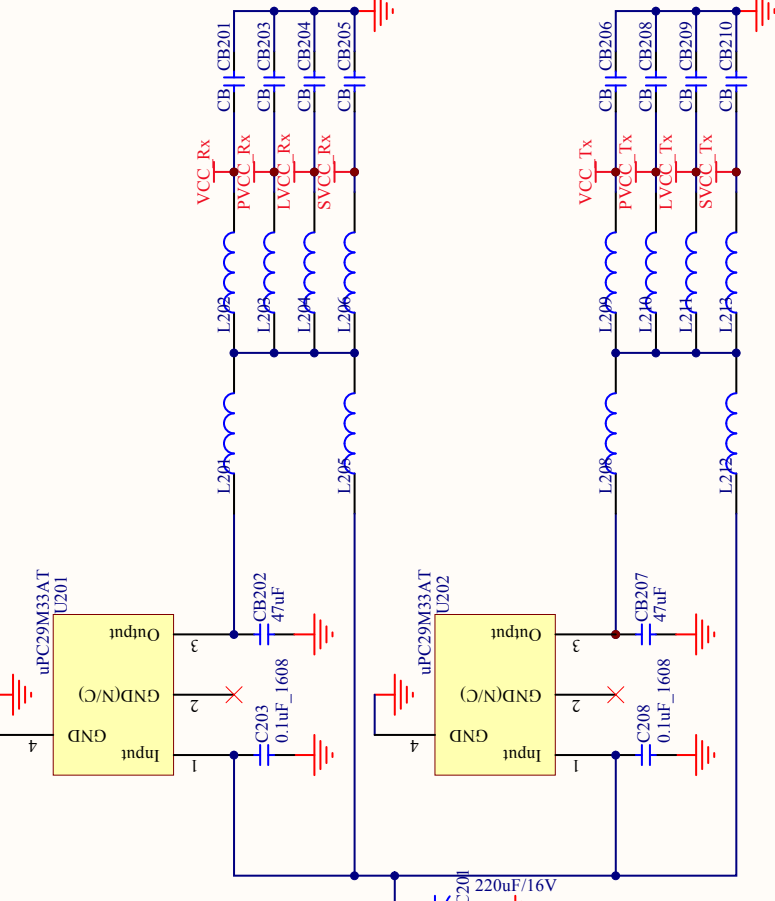 CB201
CB203
CB204
CB205
CB
CB
CB
CB
CB206
CB208
CB209
CB210
CB
CB
CB
CB
VCC_Rx
PVCC_Rx
LVCC_Rx
SVCC_Rx
VCC_Tx
PVCC_Tx
LVCC_Tx
SVCC_Tx
L202
L203
L204
L206
L209
L210
L211
L213
L201
L205
L208
L212
uPC29M33AT
U201
Output
3
CB202
47uF
GND(N/C)
2
GND
4
Input
1
C203
0.1uF_1608
uPC29M33AT
U202
Output
3
CB207
47uF
GND(N/C)
2
GND
4
Input
1
C208
0.1uF_1608
C201
220uF/16V